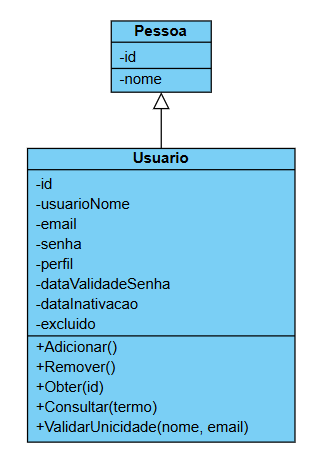 Pessoa
-id
-nome
Usuario
-id
-usuarioNome
-email
-senha
-perfil
-dataValidadeSenha
-dataInativacao
-excluido
+Adicionar()
+Remover()
+Obter(id)
+Consultar(termo)
+ValidarUnicidade(nome, email)